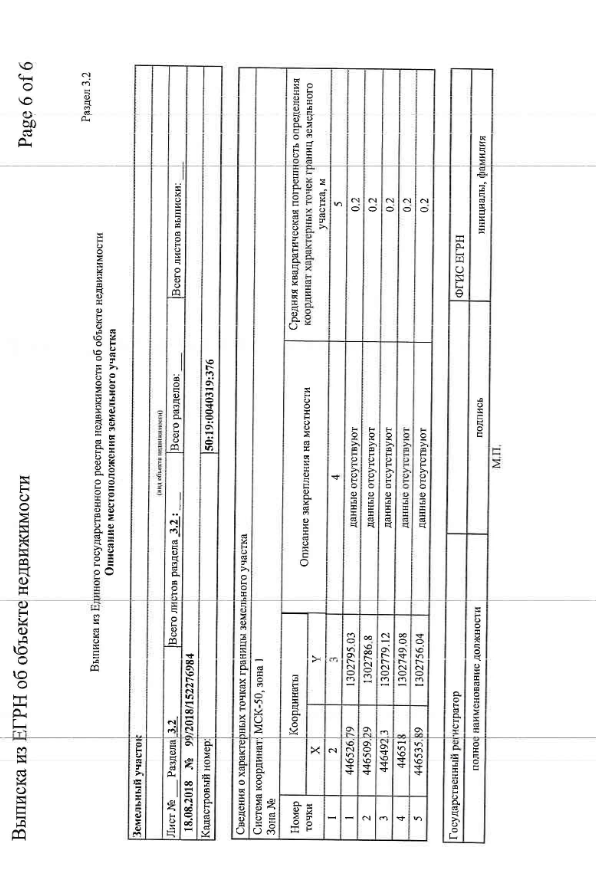 Выписка из ЕГРН об объекте недвижимости Page 6 of 6
Раздел 3.2
Выписка из Единого государственного реестра недвижимости об объекте недвижимости
Описание местоположения земельного участка
Земельный участок
(вид объекта недвижимости)
Лист № ___ Раздела 3.2 Всего листов раздела 3.2 : ___ Всего разделов: ___ Всего листов выписки: ___
18.08.2018 № 99/2018/152276984
Кадастровый номер: 50:19:0040319:376
Сведения о характерных точках границы земельного участка
Система координат: МСК-50, зона 1
Зона №
Номер точки Координаты Описание закрепления на местности Средняя квадратическая погрешность определения
координат характерных точек границ земельного
участка, м
X Y
1 2 3 4 5
1 446526.79 1302795.03 данные отсутствуют 0.2
2 446509.29 1302786.8 данные отсутствуют 0.2
3 446492.3 1302779.12 данные отсутствуют 0.2
4 446518 1302749.08 данные отсутствуют 0.2
5 446535.89 1302756.04 данные отсутствуют 0.2
Государственный регистратор ФГИС ЕГРН
полное наименование должности подпись инициалы, фамилия
М.П.